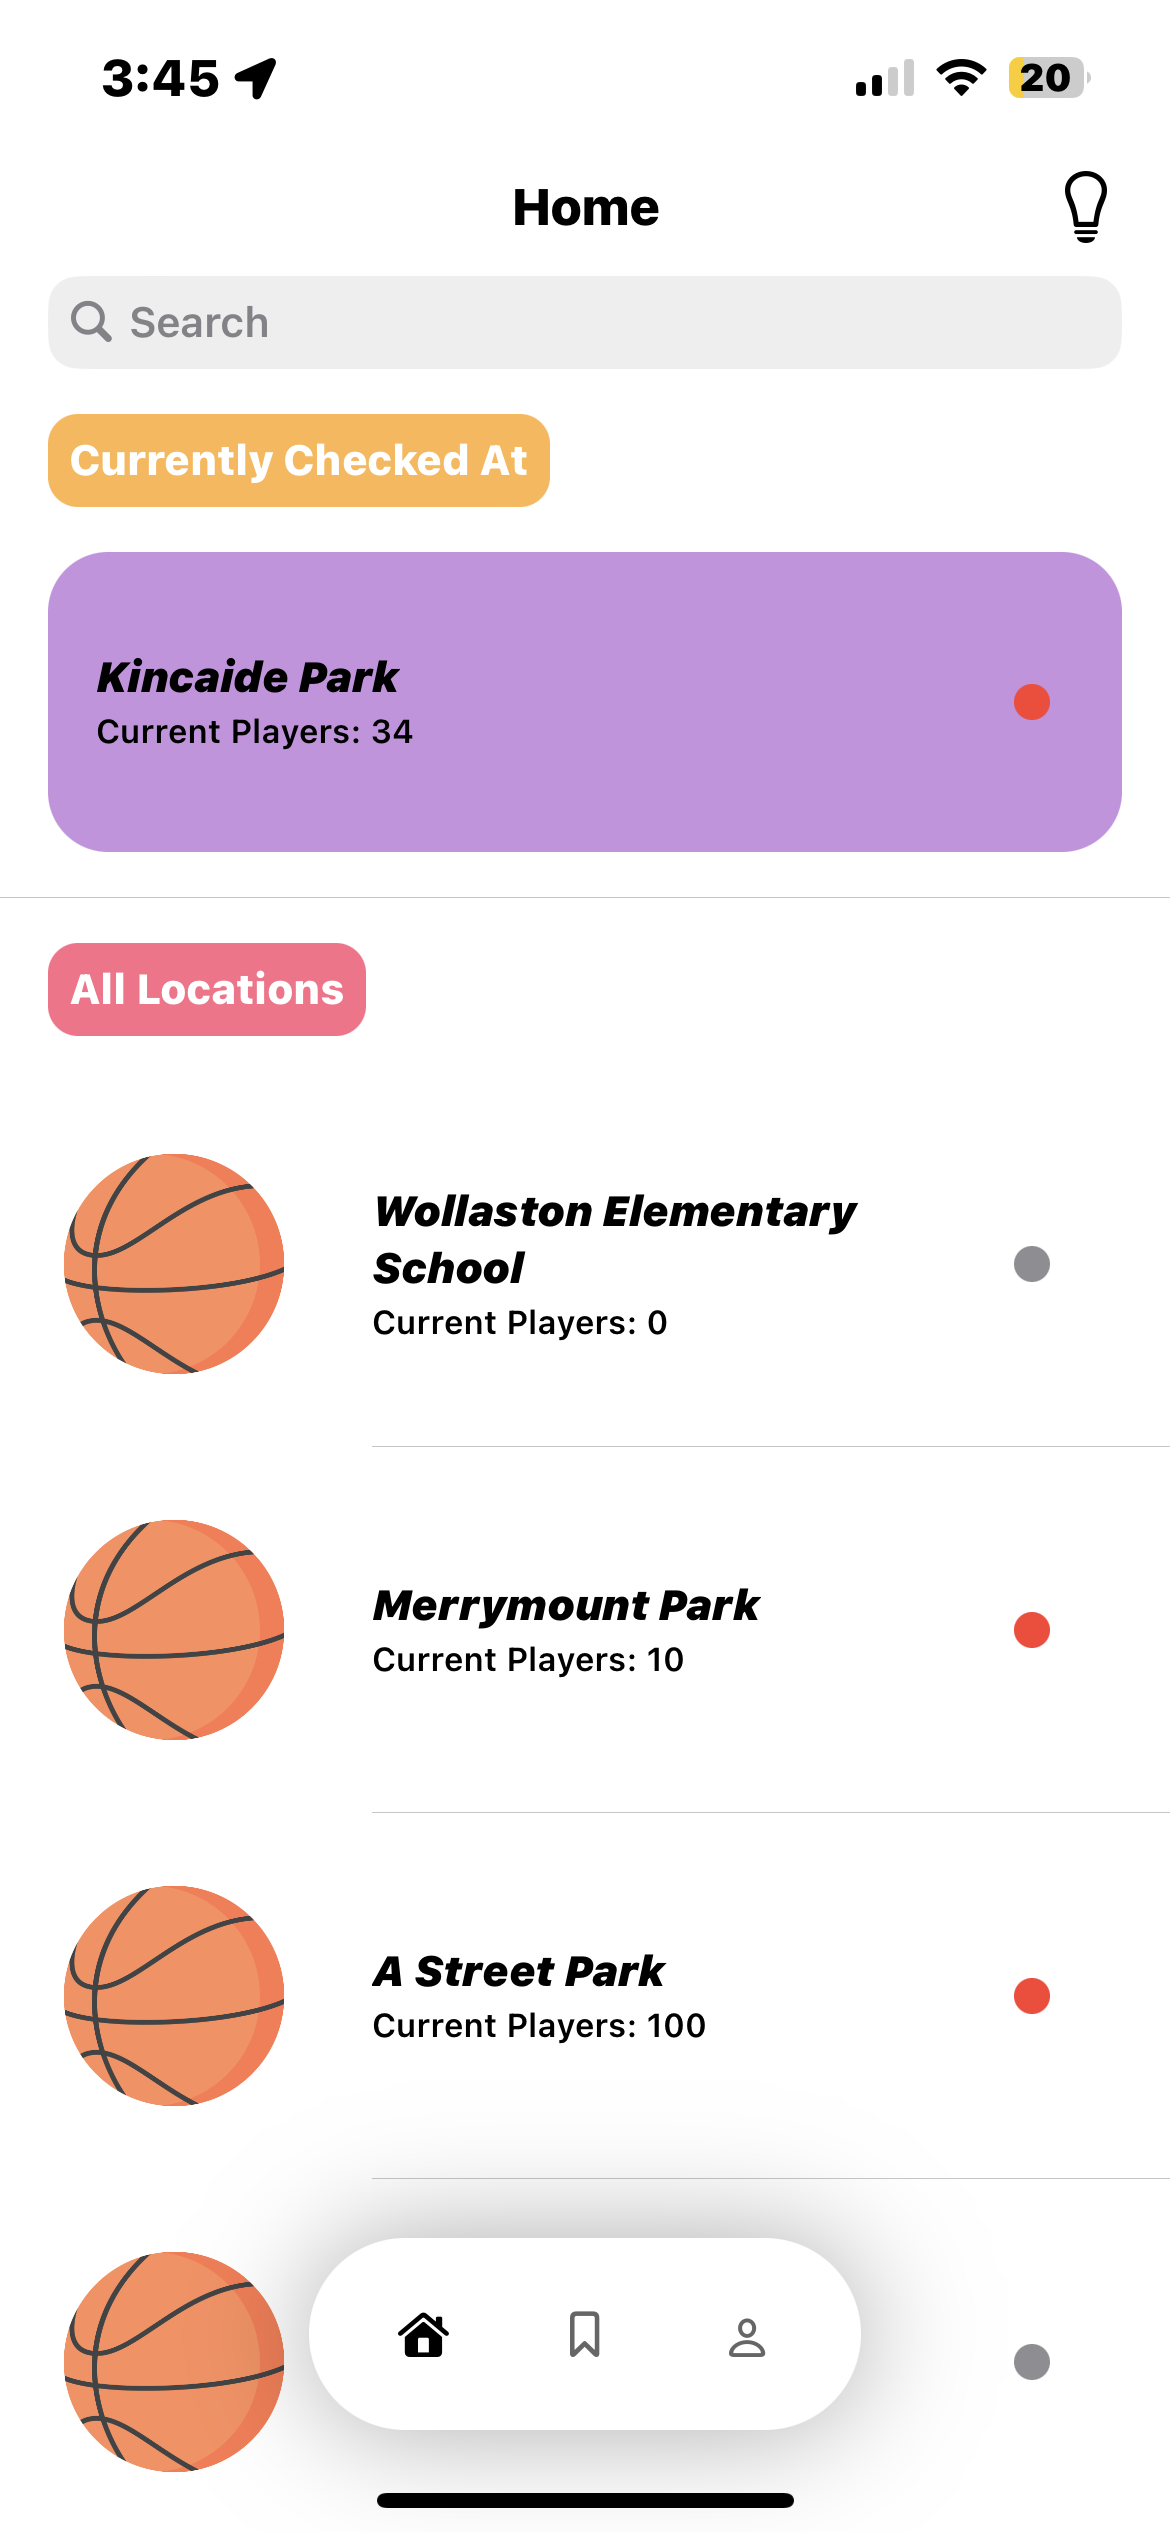 3:45
20
Home
Search
Currently Checked At
Kincaide Park
Current Players: 34
All Locations
Wollaston Elementary
School
Current Players: 0
Merrymount Park
Current Players: 10
A Street Park
Current Players: 100